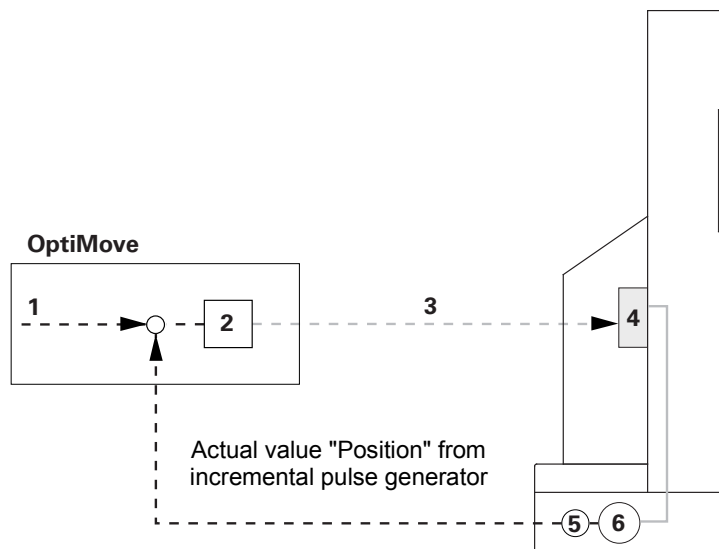 OptiMove
1
2
3
4
Actual value "Position" from
incremental pulse generator
5
6